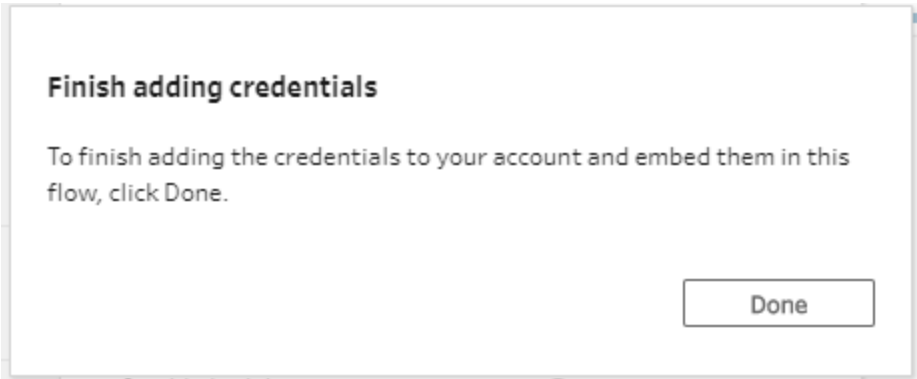 Finish adding credentials
To finish adding the credentials to your account and embed them in this
flow, click Done.
Done